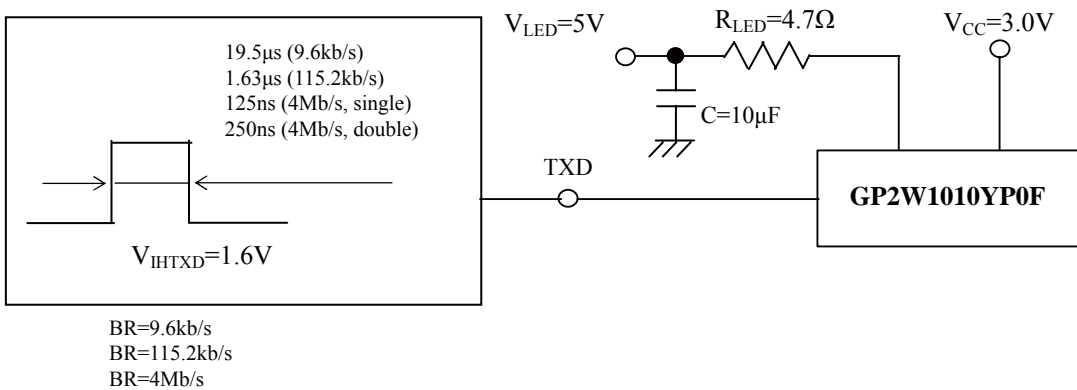 V_LED=5V
R_LED=4.7Ω
V_CC=3.0V
19.5μs (9.6kb/s)
1.63μs (115.2kb/s)
125ns (4Mb/s, single)
250ns (4Mb/s, double)
C=10μF
TXD
GP2W1010YP0F
V_IHTXD=1.6V
BR=9.6kb/s
BR=115.2kb/s
BR=4Mb/s